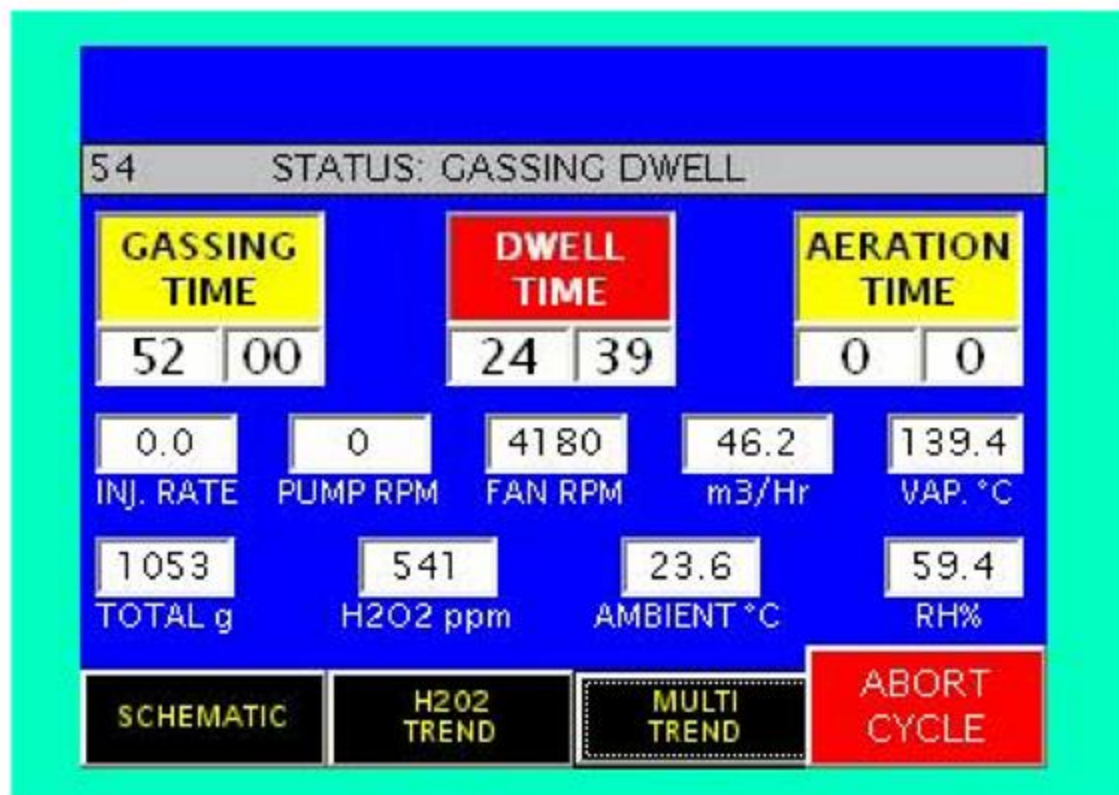 54 STATUS: GASSING DWELL
GASSING TIME
DWELL TIME
AERATION TIME
52 00
24 39
0 0
0.0 0 4180 46.2 139.4
INJ. RATE PUMP RPM FAN RPM m3/Hr VAP. °C
1053 541 23.6 59.4
TOTAL g H2O2 ppm AMBIENT °C RH%
SCHEMATIC
H2O2
TREND
MULTI
TREND
ABORT
CYCLE